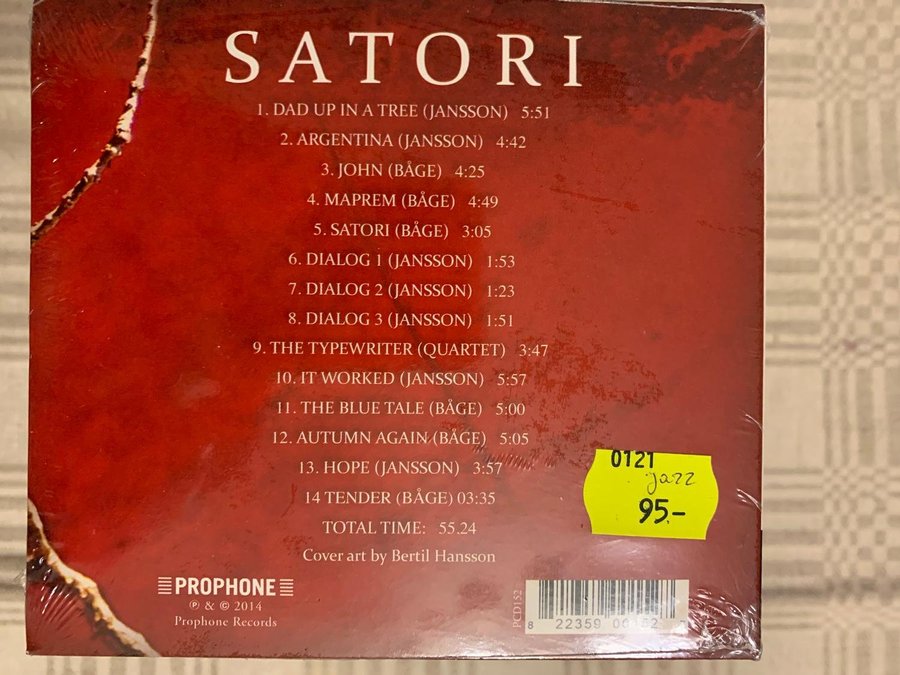 SATORI
1. DAD UP IN A TREE (JANSSON) 5:51
2. ARGENTINA (JANSSON) 4:42
3. JOHN (BÅGE) 4:25
4. MAPREM (BÅGE) 4:49
5. SATORI (BÅGE) 3:05
6. DIALOG 1 (JANSSON) 1:53
7. DIALOG 2 (JANSSON) 1:23
8. DIALOG 3 (JANSSON) 1:51
9. THE TYPEWRITER (QUARTET) 3:47
10. IT WORKED (JANSSON) 5:57
11. THE BLUE TALE (BÅGE) 5:00
12. AUTUMN AGAIN (BÅGE) 5:05
13. HOPE (JANSSON) 3:57
14 TENDER (BÅGE) 03:35
TOTAL TIME: 55.24
Cover art by Bertil Hansson
0121
jazz
95.-
PROPHONE
℗ & © 2014
Prophone Records
PCD152
8 22359